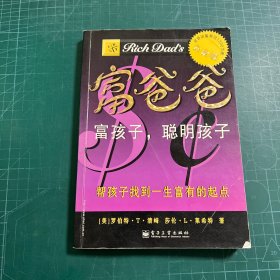 Rich Dad's
富爸爸
富孩子，聪明孩子
帮孩子找到一生富有的起点
[美]罗伯特·T·清崎 莎伦·L·莱希特 著
电子工业出版社